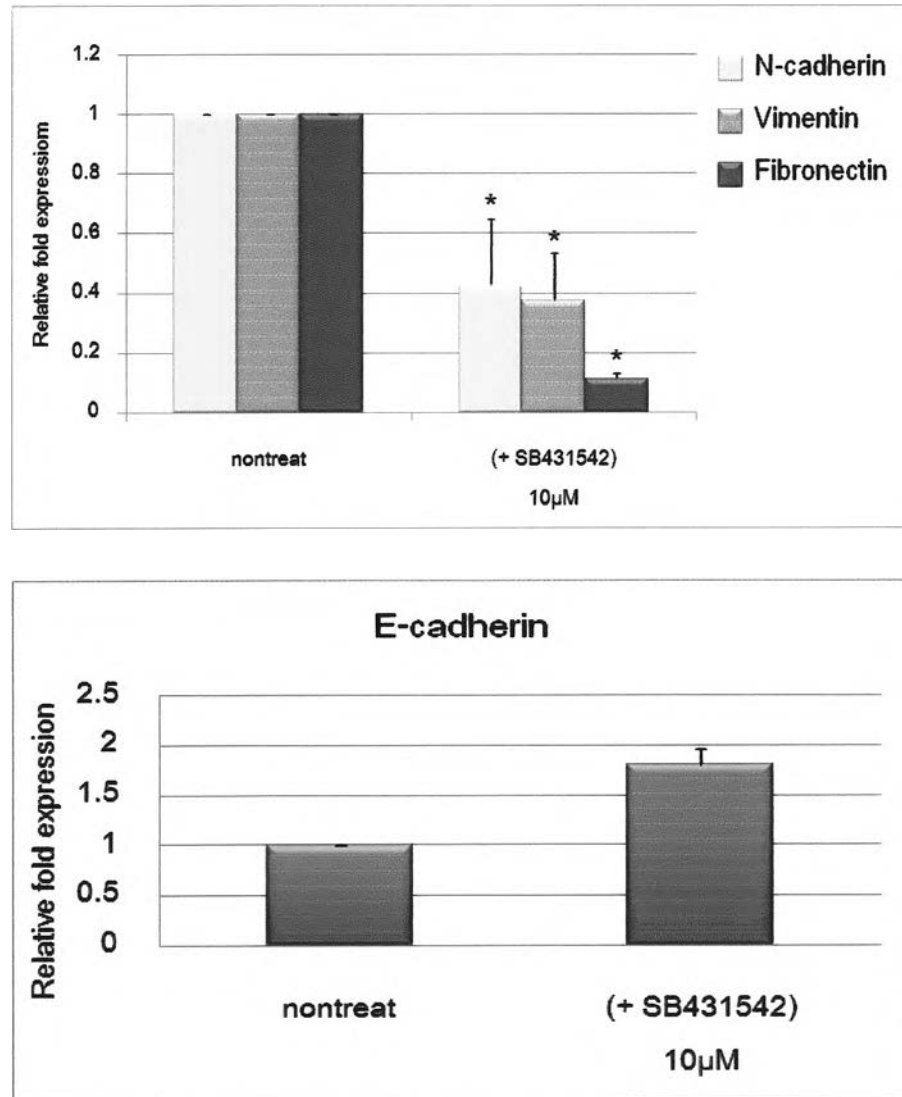 1.2
1
0.8
0.6
0.4
0.2
0
Relative fold expressiom
* * *
nontreat
(+ SB431542)
10µM
N-cadherin
Vimentin
Fibronectin
E-cadherin
2.5
2
1.5
1
0.5
0
Relative fold expression
nontreat
(+ SB431542)
10µM